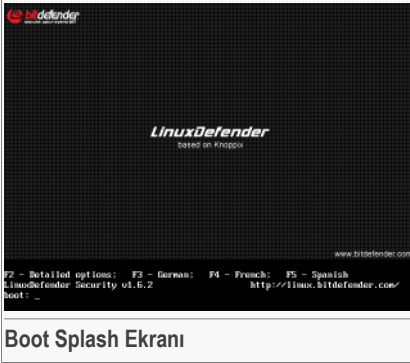 bitdefender
LinuxDefender
based on Knoppix
www.bitdefender.com
F2 - Detailed options; F3 - German; F4 - French; F5 - Spanish
LinuxDefender Security v1.6.2 http://linux.bitdefender.com/
boot: _
Boot Splash Ekranı